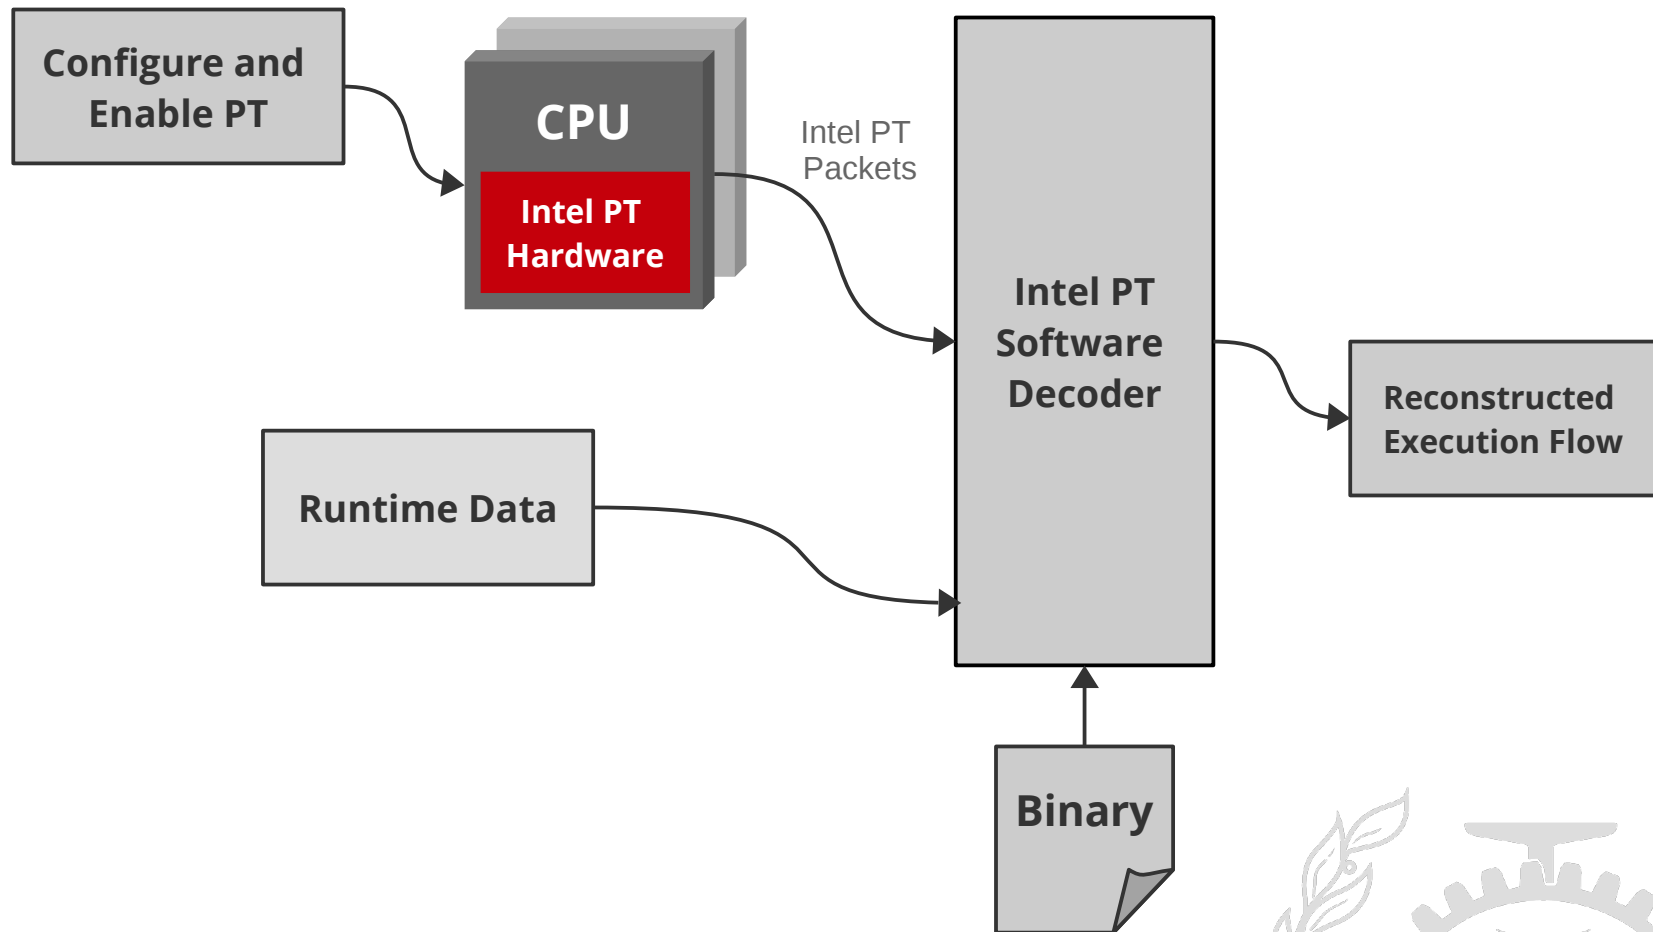 Configure and
Enable PT
CPU
Intel PT
Hardware
Intel PT
Packets
Intel PT
Software
Decoder
Reconstructed
Execution Flow
Runtime Data
Binary